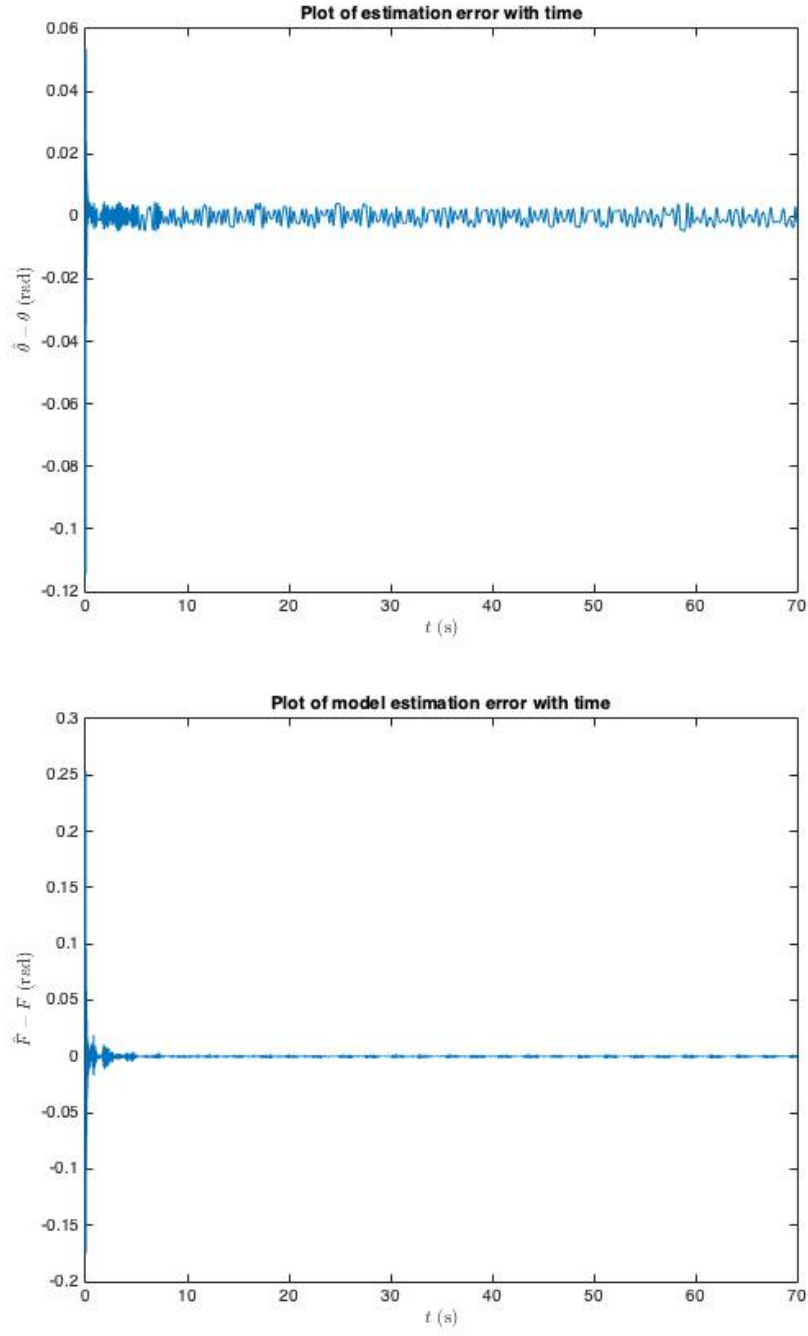 Plot of estimation error with time
0.06
0.04
0.02
0
-0.02
-0.04
-0.06
-0.08
-0.1
-0.12
θ̂ − θ (rad)
0 10 20 30 40 50 60 70
t (s)
Plot of model estimation error with time
0.3
0.25
0.2
0.15
0.1
0.05
0
-0.05
-0.1
-0.15
-0.2
F̂ − F (rad)
0 10 20 30 40 50 60 70
t (s)